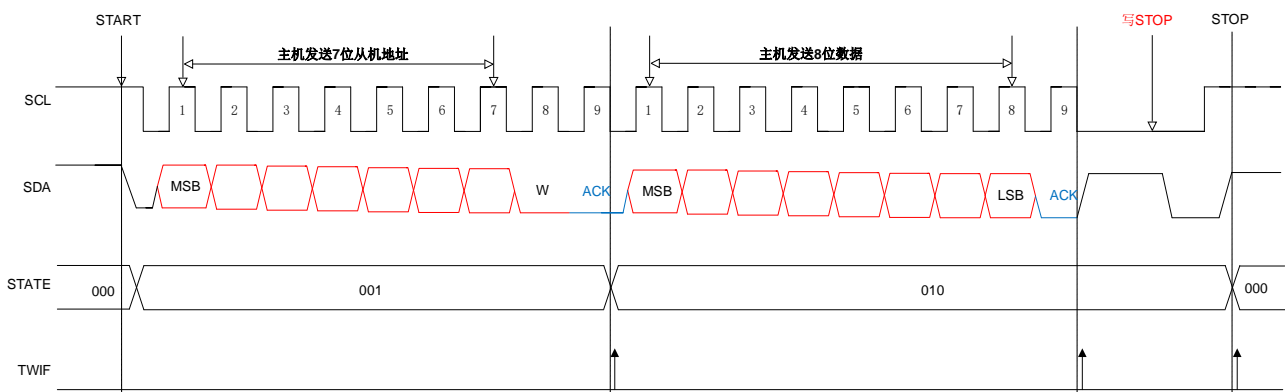 START 写STOP STOP
主机发送7位从机地址 主机发送8位数据
SCL 1 2 3 4 5 6 7 8 9 1 2 3 4 5 6 7 8 9
SDA MSB W ACK MSB LSB ACK
STATE 000 001 010 000
TWIF